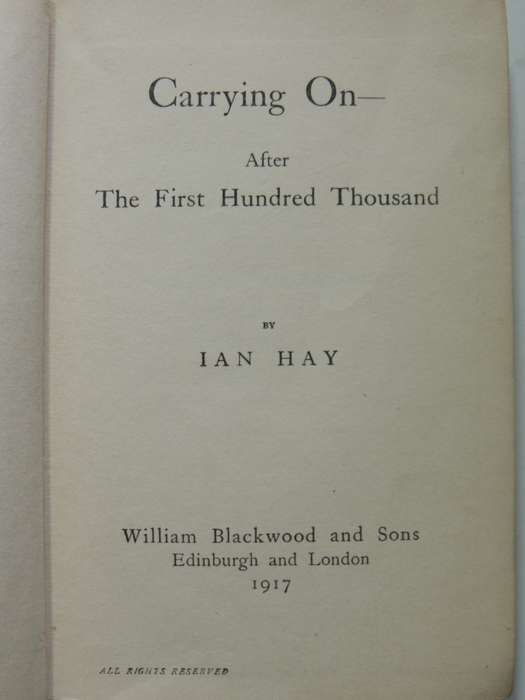 Carrying On—
After
The First Hundred Thousand
BY
IAN HAY
William Blackwood and Sons
Edinburgh and London
1917
ALL RIGHTS RESERVED